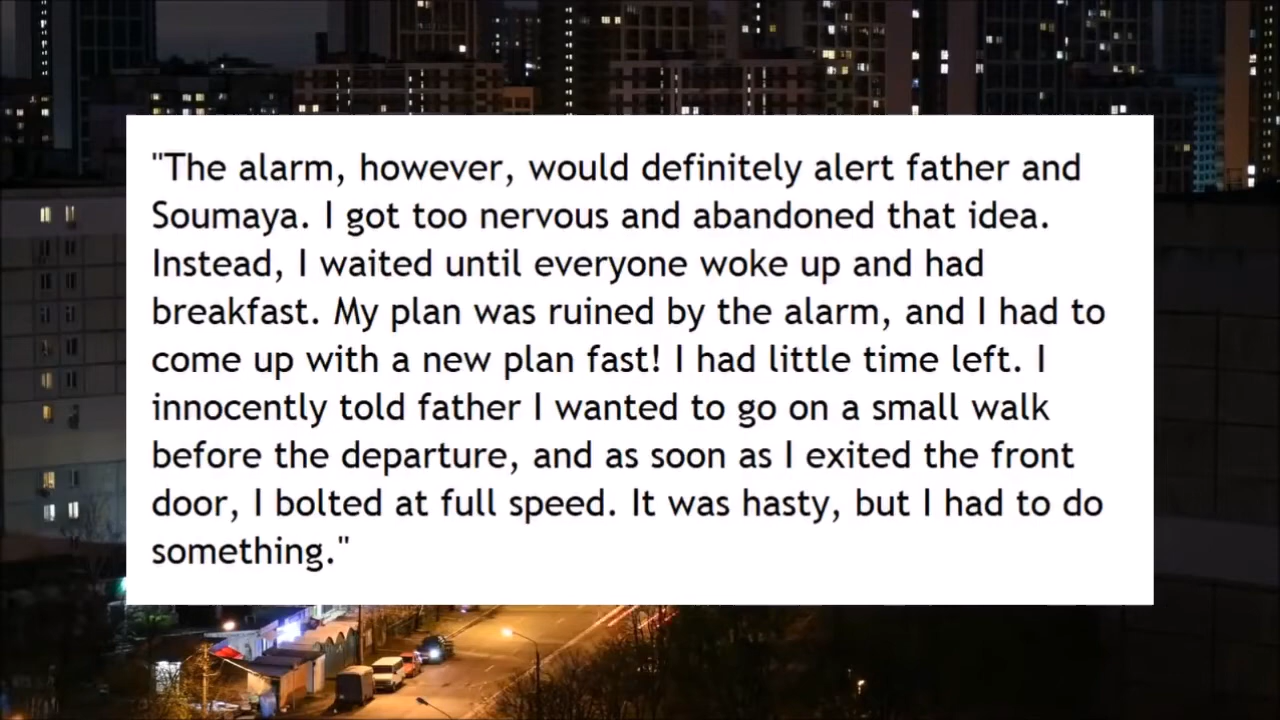 "The alarm, however, would definitely alert father and
Soumaya. I got too nervous and abandoned that idea.
Instead, I waited until everyone woke up and had
breakfast. My plan was ruined by the alarm, and I had to
come up with a new plan fast! I had little time left. I
innocently told father I wanted to go on a small walk
before the departure, and as soon as I exited the front
door, I bolted at full speed. It was hasty, but I had to do
something."